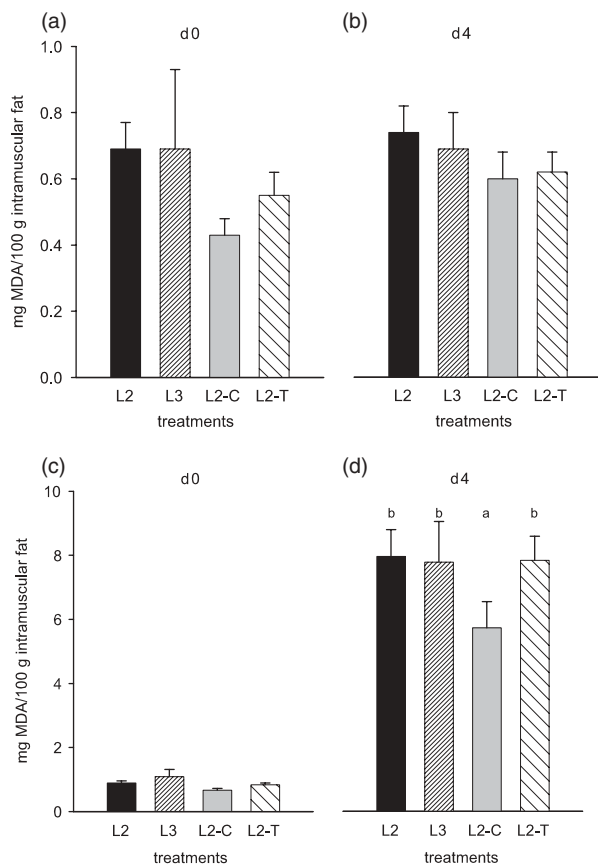 (a) (b)
d0 d4
1.0
0.8
0.6
0.4
0.2
0.0
mg MDA/100 g intramuscular fat
L2 L3 L2-C L2-T L2 L3 L2-C L2-T
treatments treatments
(c) (d)
d0 d4
10
8
6
4
2
0
mg MDA/100 g intramuscular fat
b b a b
L2 L3 L2-C L2-T L2 L3 L2-C L2-T
treatments treatments